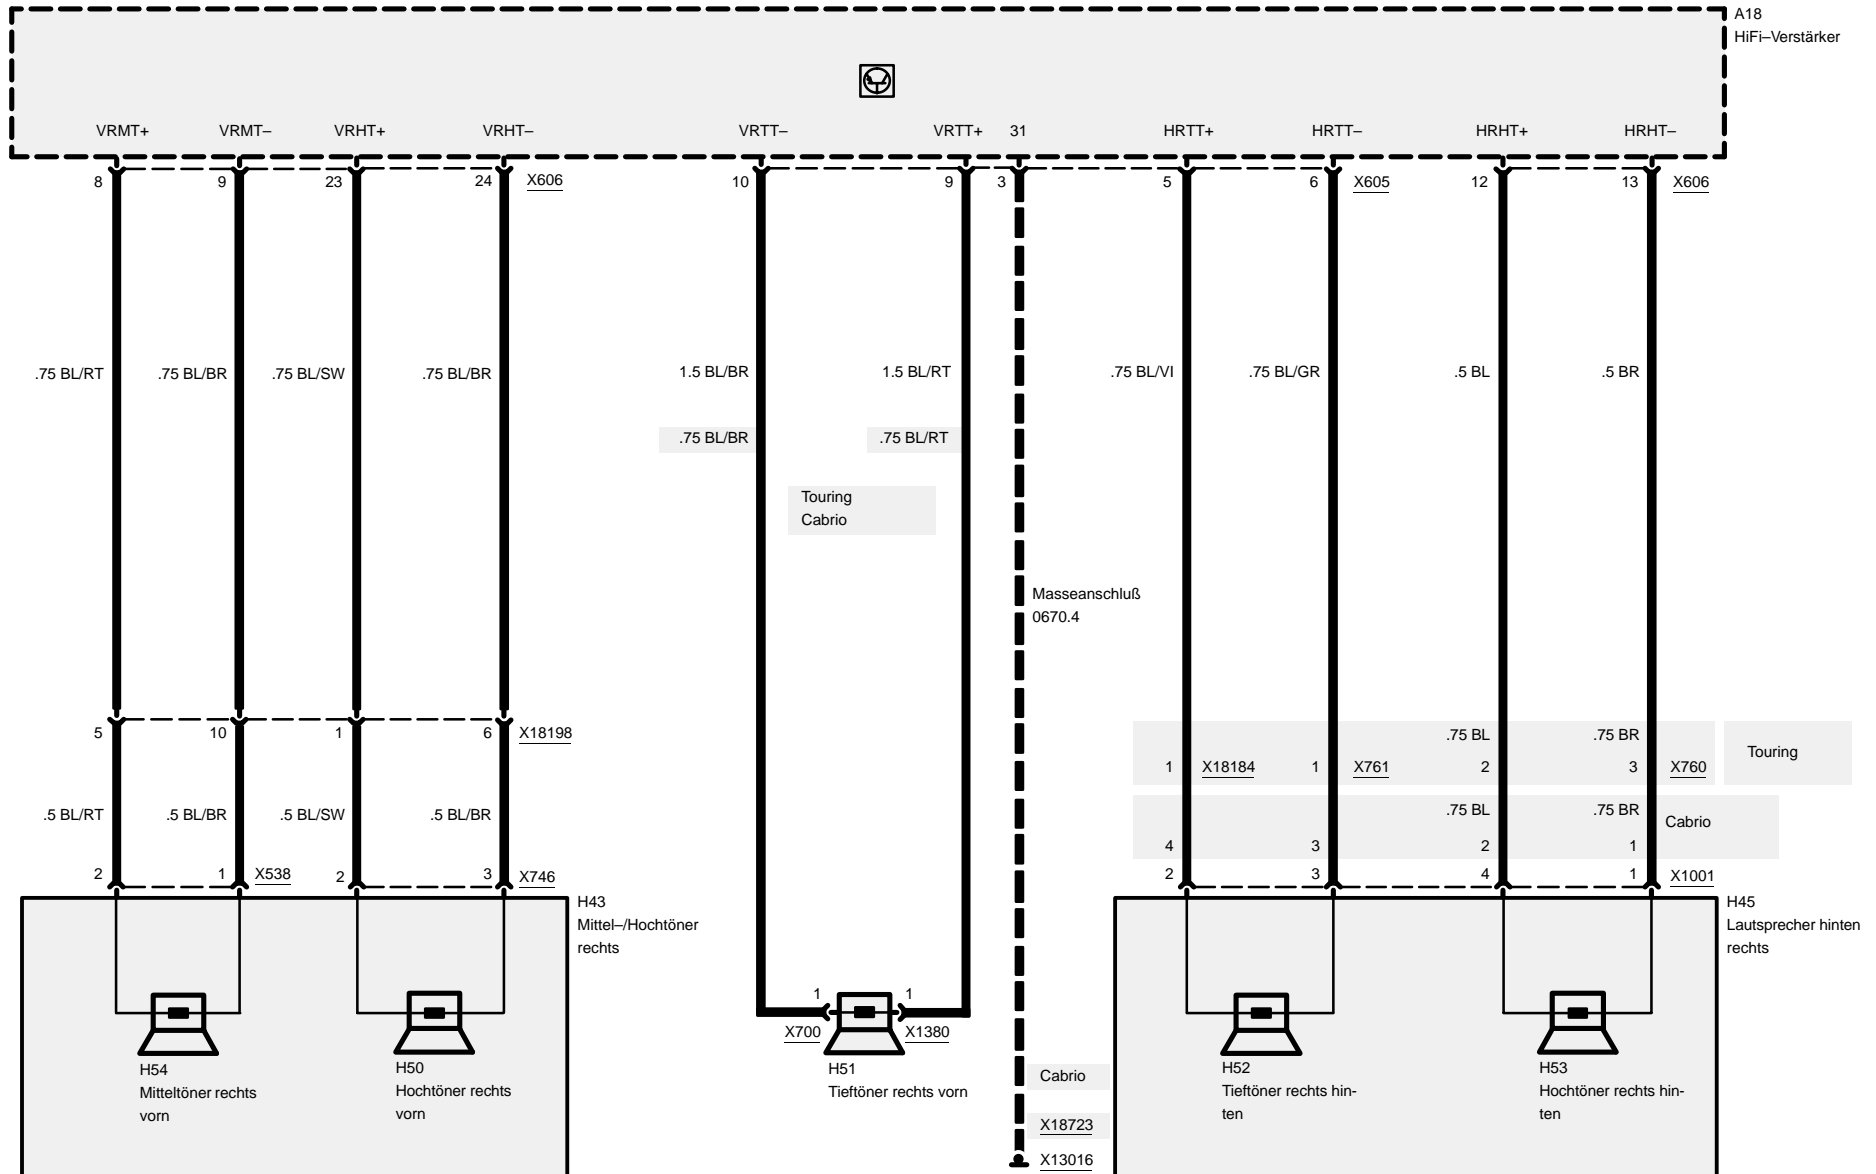 A18
HiFi–Verstärker
VRMT+ VRMT– VRHT+ VRHT– VRTT– VRTT+ 31 HRTT+ HRTT– HRHT+ HRHT–
8 9 23 24 X606 10 9 3 5 6 X605 12 13 X606
.75 BL/RT .75 BL/BR .75 BL/SW .75 BL/BR 1.5 BL/BR 1.5 BL/RT .75 BL/VI .75 BL/GR .5 BL .5 BR
.75 BL/BR .75 BL/RT
Touring
Cabrio
Masseanschluß
0670.4
5 10 1 6 X18198
.75 BL .75 BR
Touring
1 X18184 1 X761 2 3 X760
.5 BL/RT .5 BL/BR .5 BL/SW .5 BL/BR
.75 BL .75 BR
Cabrio
4 3 2 1
2 1 X538 2 3 X746
2 3 4 1 X1001
H43
Mittel–/Hochtöner
rechts
H45
Lautsprecher hinten
rechts
1 1
X700 X1380
H54
Mitteltöner rechts
vorn
H50
Hochtöner rechts
vorn
H51
Tieftöner rechts vorn
H52
Tieftöner rechts hin-
ten
H53
Hochtöner rechts hin-
ten
Cabrio
X18723
X13016